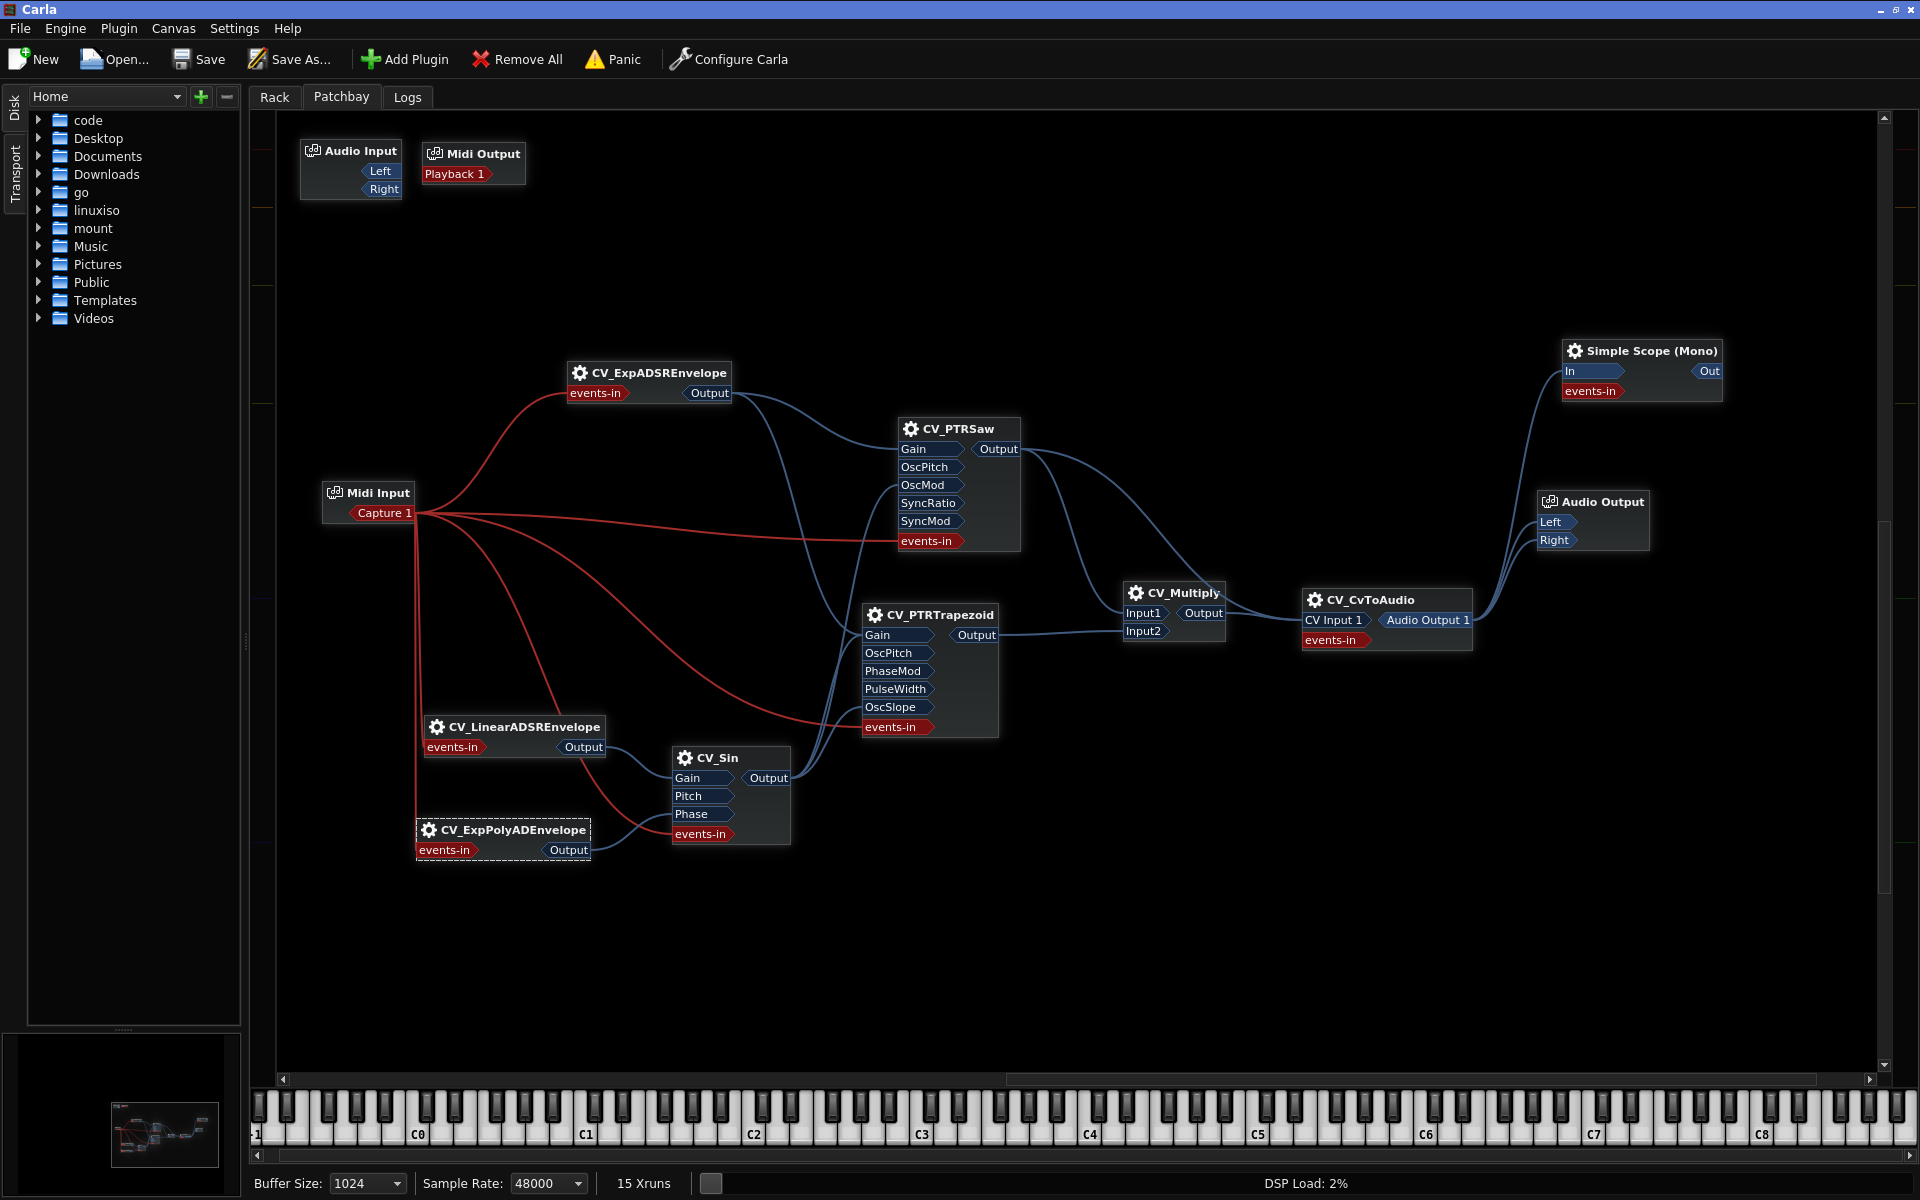 Carla
File Engine Plugin Canvas Settings Help
New Open... Save Save As... Add Plugin Remove All Panic Configure Carla
Disk
Transport
Home
code
Desktop
Documents
Downloads
go
linuxiso
mount
Music
Pictures
Public
Templates
Videos
Rack Patchbay Logs
Audio Input
Left
Right
Midi Output
Playback 1
Simple Scope (Mono)
In Out
events-in
CV_ExpADSREnvelope
events-in Output
CV_PTRSaw
Gain Output
OscPitch
OscMod
SyncRatio
SyncMod
events-in
Midi Input
Capture 1
Audio Output
Left
Right
CV_Multiply
Input1 Output
Input2
CV_CvToAudio
CV Input 1 Audio Output 1
events-in
CV_PTRTrapezoid
Gain Output
OscPitch
PhaseMod
PulseWidth
OscSlope
events-in
CV_LinearADSREnvelope
events-in Output
CV_Sin
Gain Output
Pitch
Phase
events-in
CV_ExpPolyADEnvelope
events-in Output
-1 C0 C1 C2 C3 C4 C5 C6 C7 C8
Buffer Size: 1024 Sample Rate: 48000 15 Xruns DSP Load: 2%